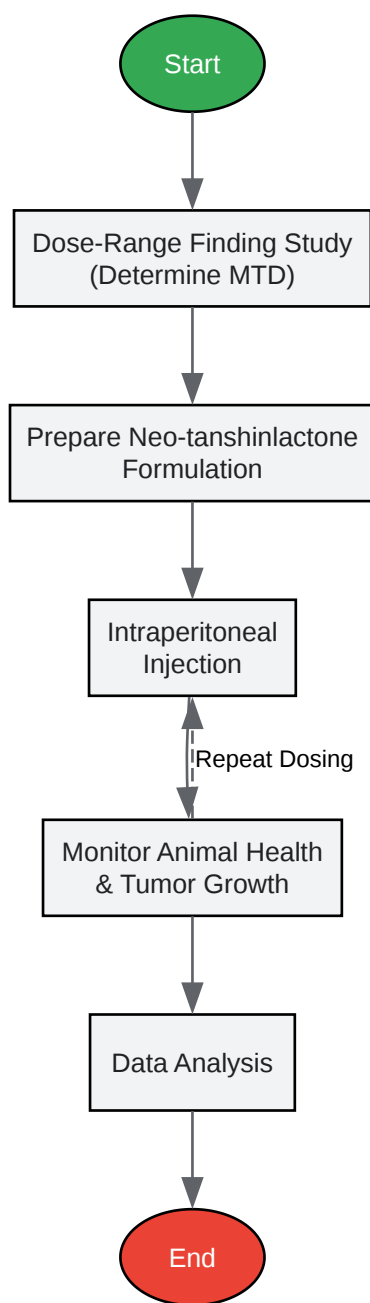 Start
Dose-Range Finding Study
(Determine MTD)
Prepare Neo-tanshinlactone
Formulation
Intraperitoneal
Injection
Repeat Dosing
Monitor Animal Health
& Tumor Growth
Data Analysis
End